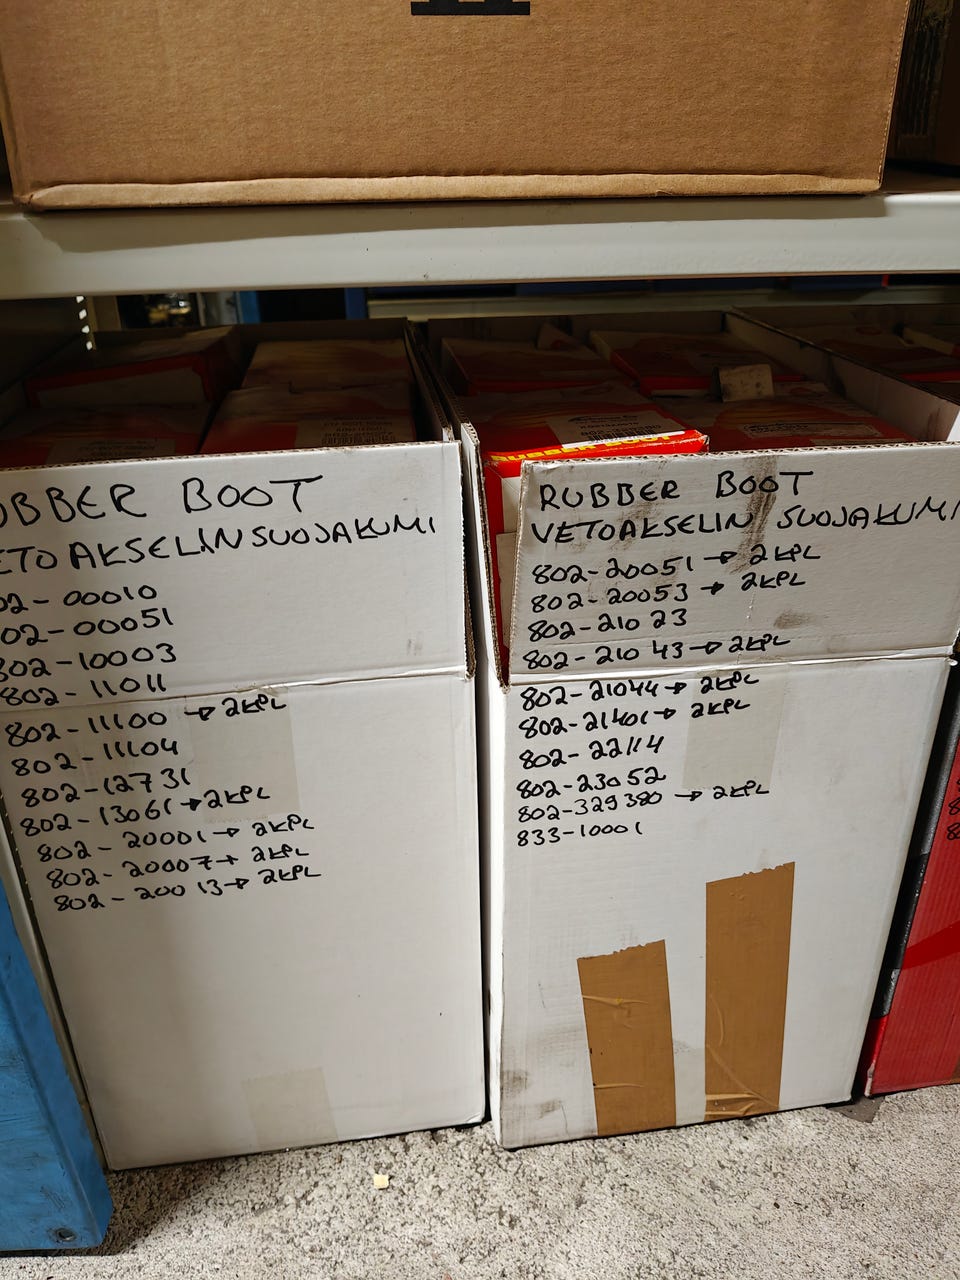 UBBER BOOT
ETOAKSELINSUOJAKUMI
02-00010
02-00051
802-10003
802-11011
802-11100 → 2KPL
802-11104
802-12731
802-13061 → 2KPL
802-20001 → 2KPL
802-20007 → 2KPL
802-20013 → 2KPL
RUBBER BOOT
VETOAKSELIN SUOJAKUMI
802-20051 → 2KPL
802-20053 → 2KPL
802-21023
802-21043 → 2KPL
802-21044 → 2KPL
802-21401 → 2KPL
802-22114
802-23052
802-329380 → 2KPL
833-10001